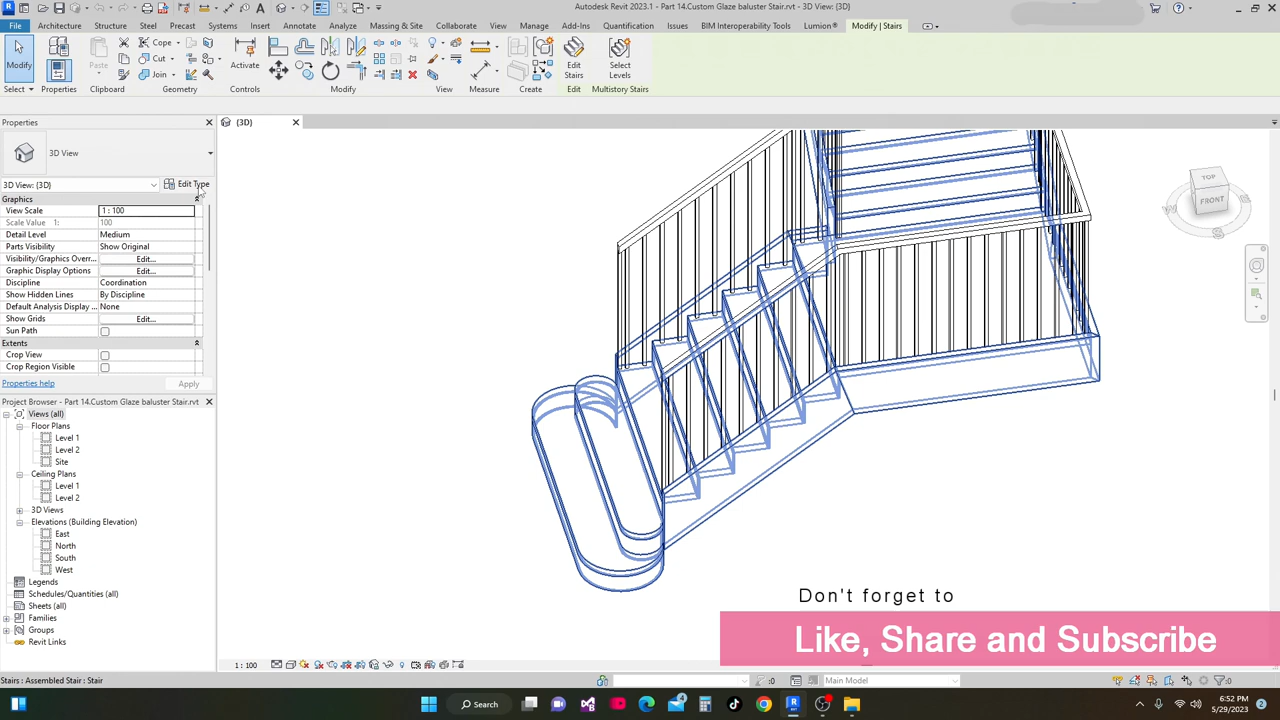 Autodesk Revit 2023.1 - Part 14.Custom Glaze baluster Stair.rvt - 3D View: {3D}
File Architecture Structure Steel Precast Systems Insert Annotate Analyze Massing & Site Collaborate View Manage Add-Ins Quantification BIM Interoperability Tools Lumion® Modify | Stairs
Modify
Paste
Cope
Cut
Join
Activate
Edit Stairs
Select Levels
Select Properties Clipboard Geometry Controls Modify View Measure Create Edit Multistory Stairs
Properties
{3D}
3D View
3D View: {3D} Edit Type
Graphics
View Scale 1 : 100
Scale Value 1: 100
Detail Level Medium
Parts Visibility Show Original
Visibility/Graphics Overr... Edit...
Graphic Display Options Edit...
Discipline Coordination
Show Hidden Lines By Discipline
Default Analysis Display ... None
Show Grids Edit...
Sun Path
Extents
Crop View
Crop Region Visible
Properties help Apply
Project Browser - Part 14.Custom Glaze baluster Stair.rvt
Views (all)
Floor Plans
Level 1
Level 2
Site
Ceiling Plans
Level 1
Level 2
3D Views
Elevations (Building Elevation)
East
North
South
West
Legends
Schedules/Quantities (all)
Sheets (all)
Families
Groups
Revit Links
TOP
FRONT
Don't forget to
Like, Share and Subscribe
1 : 100
Stairs : Assembled Stair : Stair
:0
Main Model
:0
Search
4
6:52 PM
5/29/2023